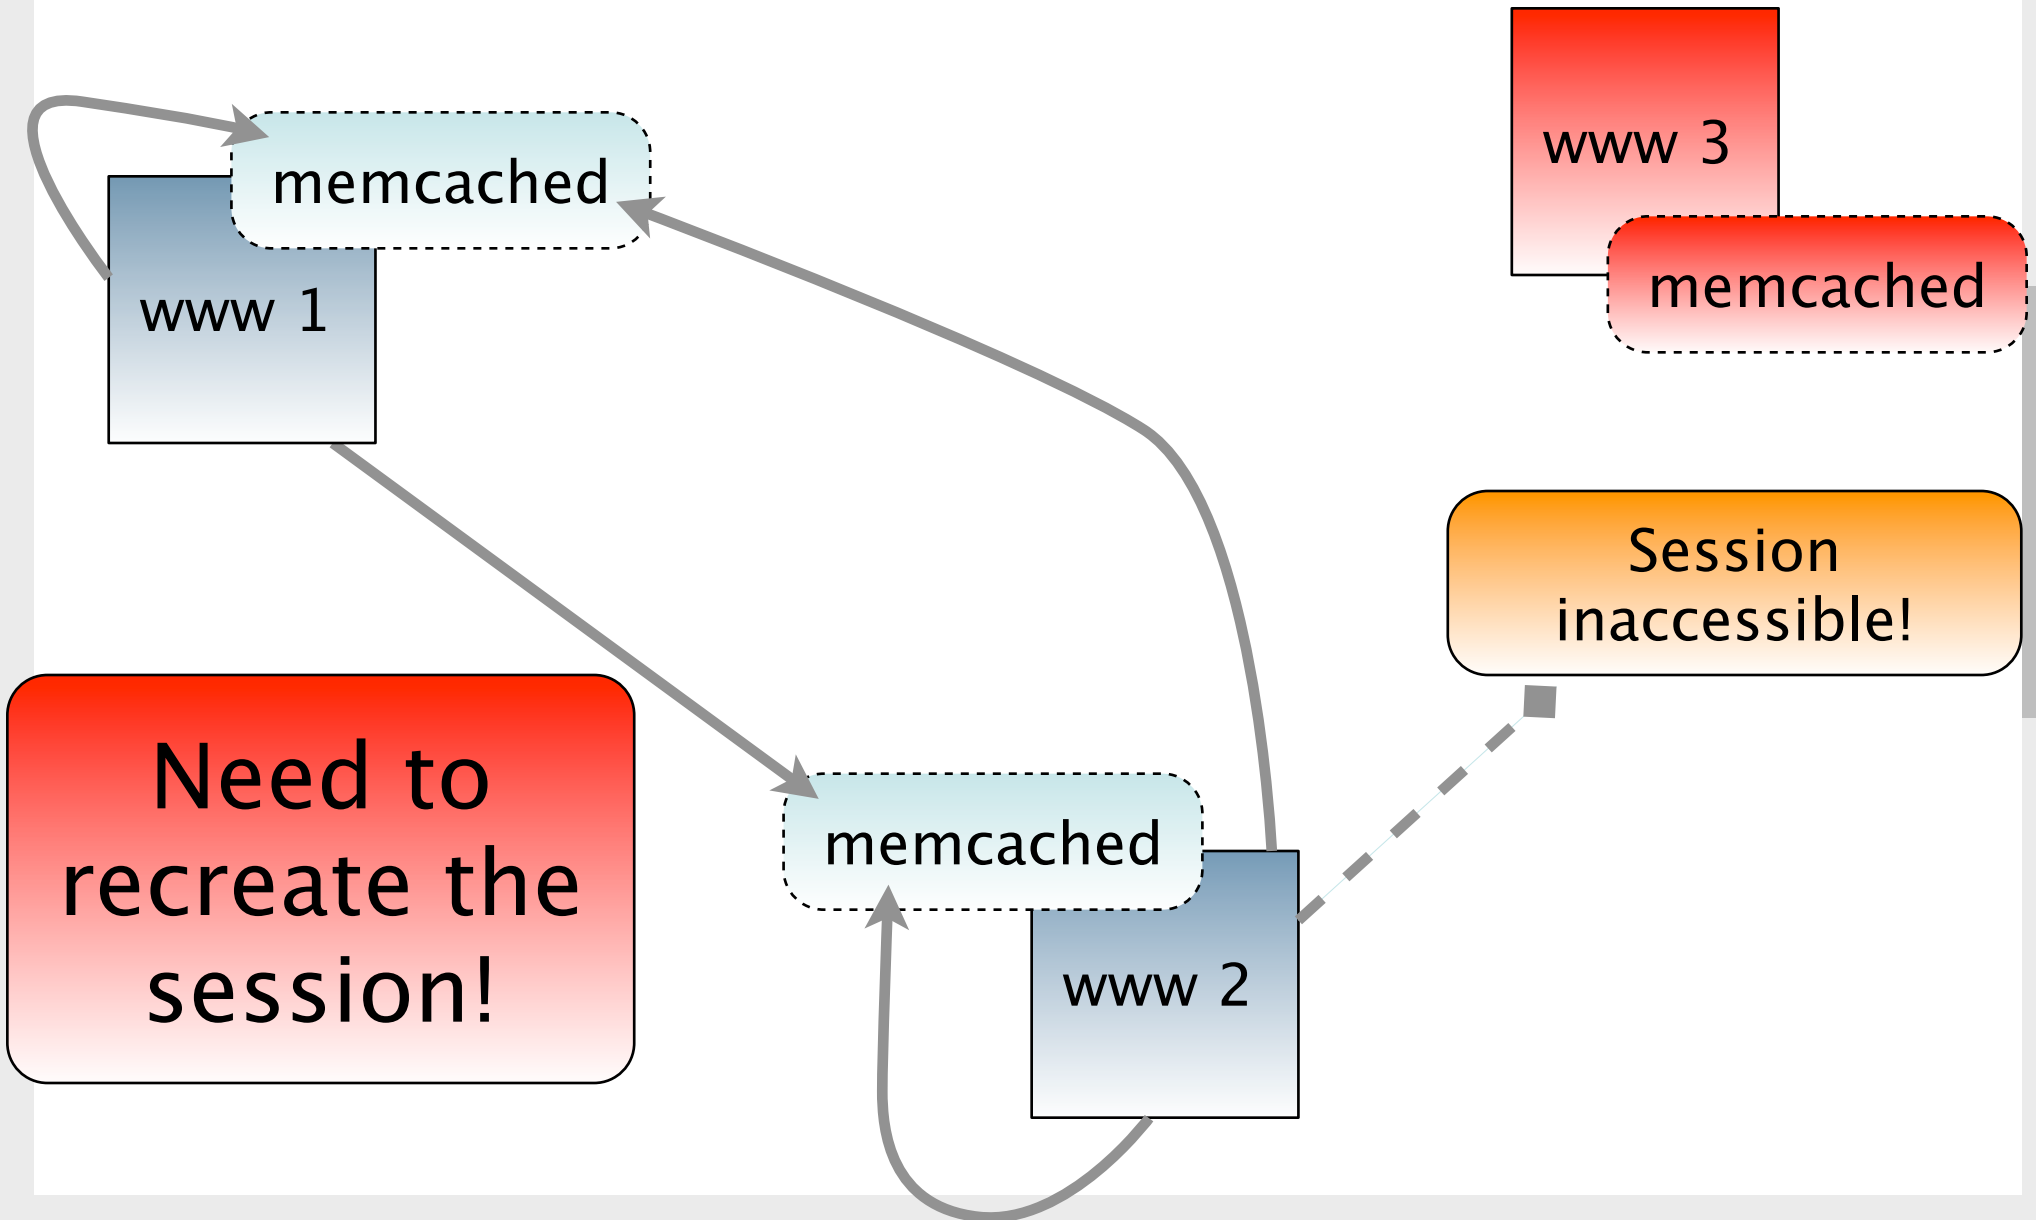 www 3
memcached
memcached
www 1
Session
inaccessible!
Need to
recreate the
session!
memcached
www 2